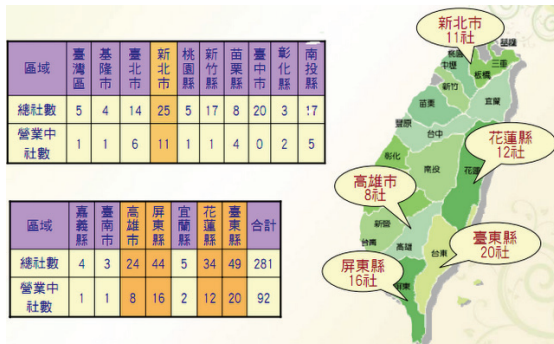 區域 臺灣區 基隆市 臺北市 新北市 桃園縣 新竹縣 苗栗縣 臺中市 彰化縣 南投縣
總社數 5 4 14 25 5 17 8 20 3 17
營業中社數 1 1 6 11 1 1 4 0 2 5
區域 嘉義縣 臺南市 高雄市 屏東縣 宜蘭縣 花蓮縣 臺東縣 合計
總社數 4 3 24 44 5 34 49 281
營業中社數 1 1 8 16 2 12 20 92
新北市
11社
基隆
桃園
中壢
三重
板橋
新竹
宜蘭
苗栗
豐原
台中
花蓮縣
12社
彰化
南投
花蓮
高雄市
8社
新營
台南
高雄
台東
臺東縣
20社
屏東縣
16社
屏東